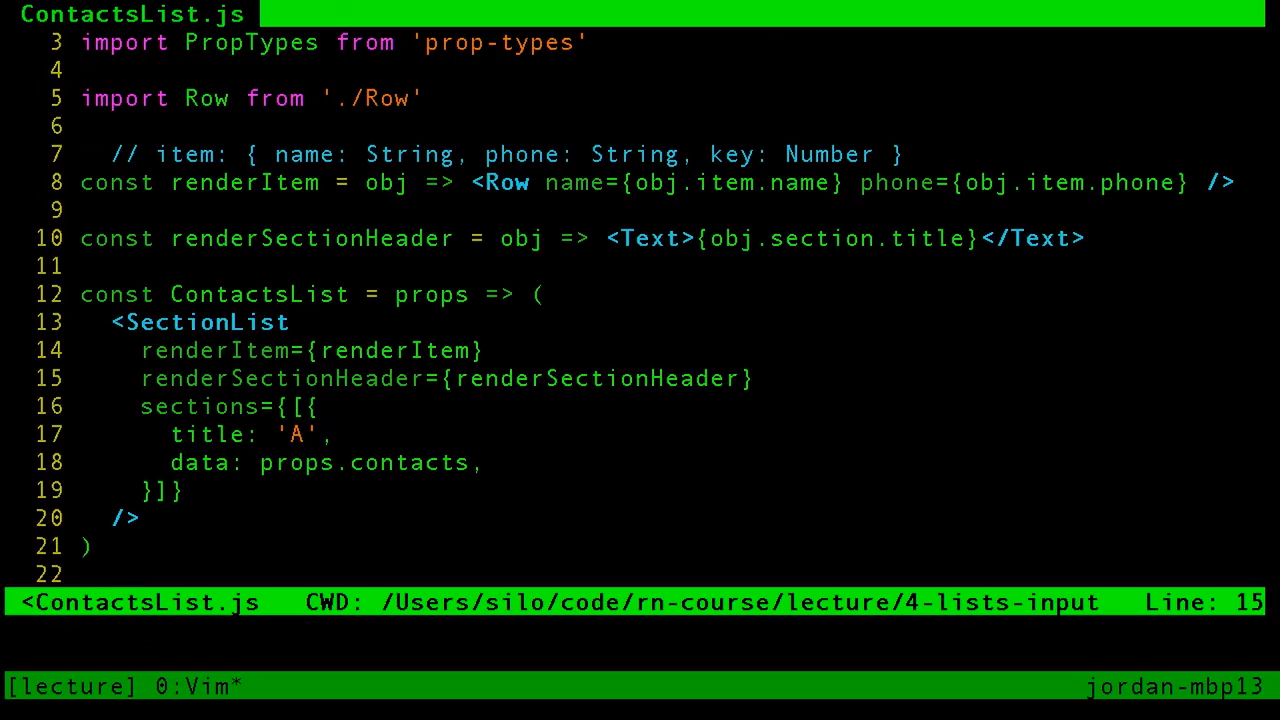 ContactsList.js
3 import PropTypes from 'prop-types'
4
5 import Row from './Row'
6
7   // item: { name: String, phone: String, key: Number }
8 const renderItem = obj => <Row name={obj.item.name} phone={obj.item.phone} />
9
10 const renderSectionHeader = obj => <Text>{obj.section.title}</Text>
11
12 const ContactsList = props => (
13   <SectionList
14     renderItem={renderItem}
15     renderSectionHeader={renderSectionHeader}
16     sections={[{
17       title: 'A',
18       data: props.contacts,
19     }]}
20   />
21 )
22
<ContactsList.js   CWD: /Users/silo/code/rn-course/lecture/4-lists-input   Line: 15
[lecture] 0:Vim* jordan-mbp13